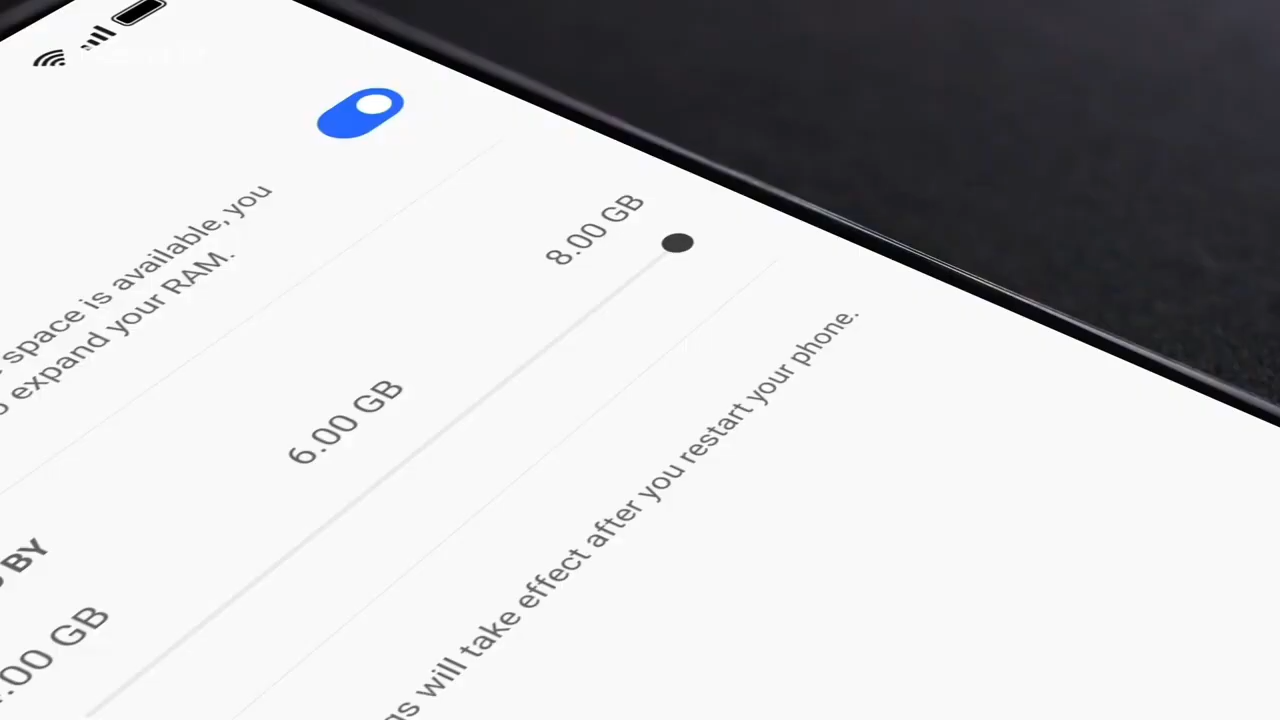 space is available, you
expand your RAM.
BY
.00 GB
6.00 GB
8.00 GB
will take effect after you restart your phone.